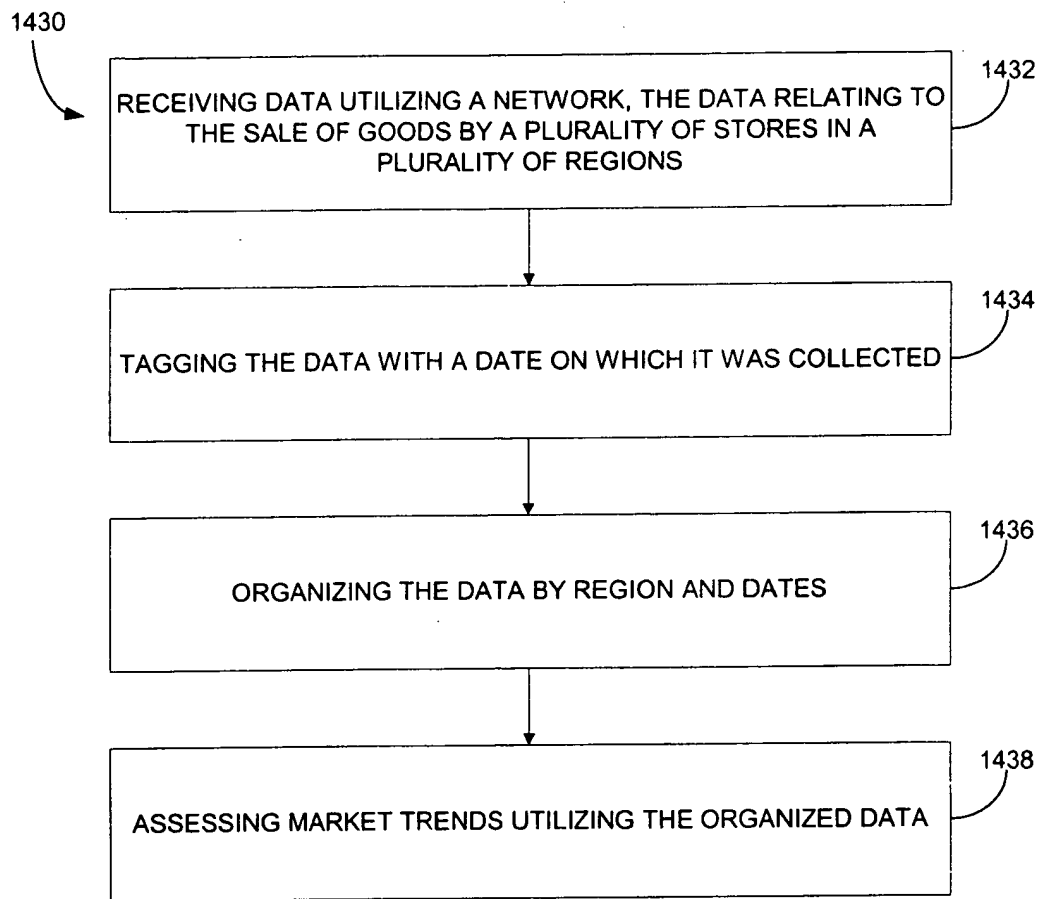 1430
1432
RECEIVING DATA UTILIZING A NETWORK, THE DATA RELATING TO
THE SALE OF GOODS BY A PLURALITY OF STORES IN A
PLURALITY OF REGIONS
1434
TAGGING THE DATA WITH A DATE ON WHICH IT WAS COLLECTED
1436
ORGANIZING THE DATA BY REGION AND DATES
1438
ASSESSING MARKET TRENDS UTILIZING THE ORGANIZED DATA